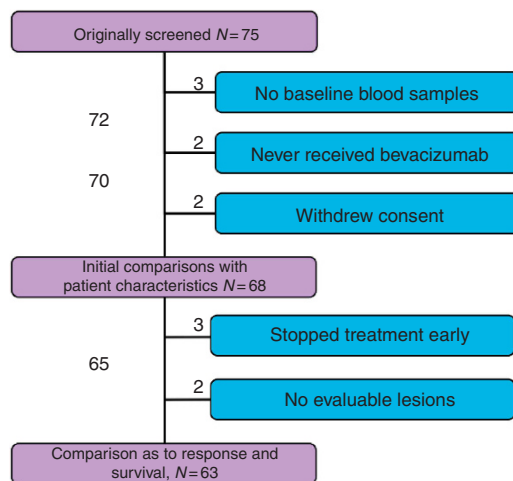 Originally screened N=75
3
No baseline blood samples
72
2
Never received bevacizumab
70
2
Withdrew consent
Initial comparisons with
patient characteristics N=68
3
Stopped treatment early
65
2
No evaluable lesions
Comparison as to response and
survival, N=63